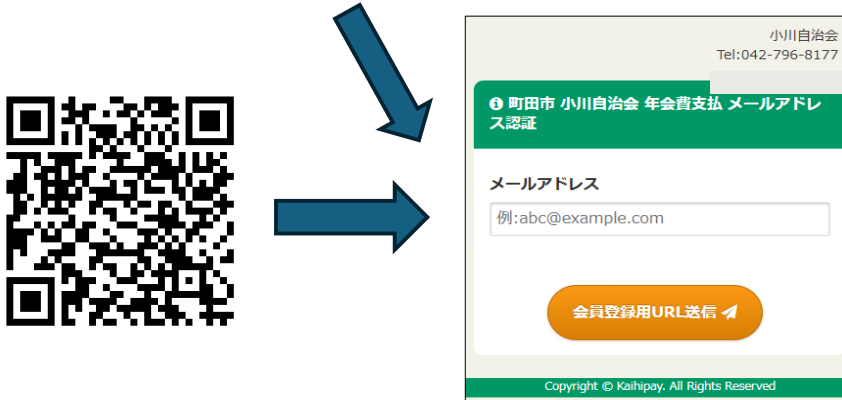 小川自治会
Tel:042-796-8177
町田市 小川自治会 年会費支払 メールアドレ
ス認証
メールアドレス
例:abc@example.com
会員登録用URL送信
Copyright © Kaihipay. All Rights Reserved